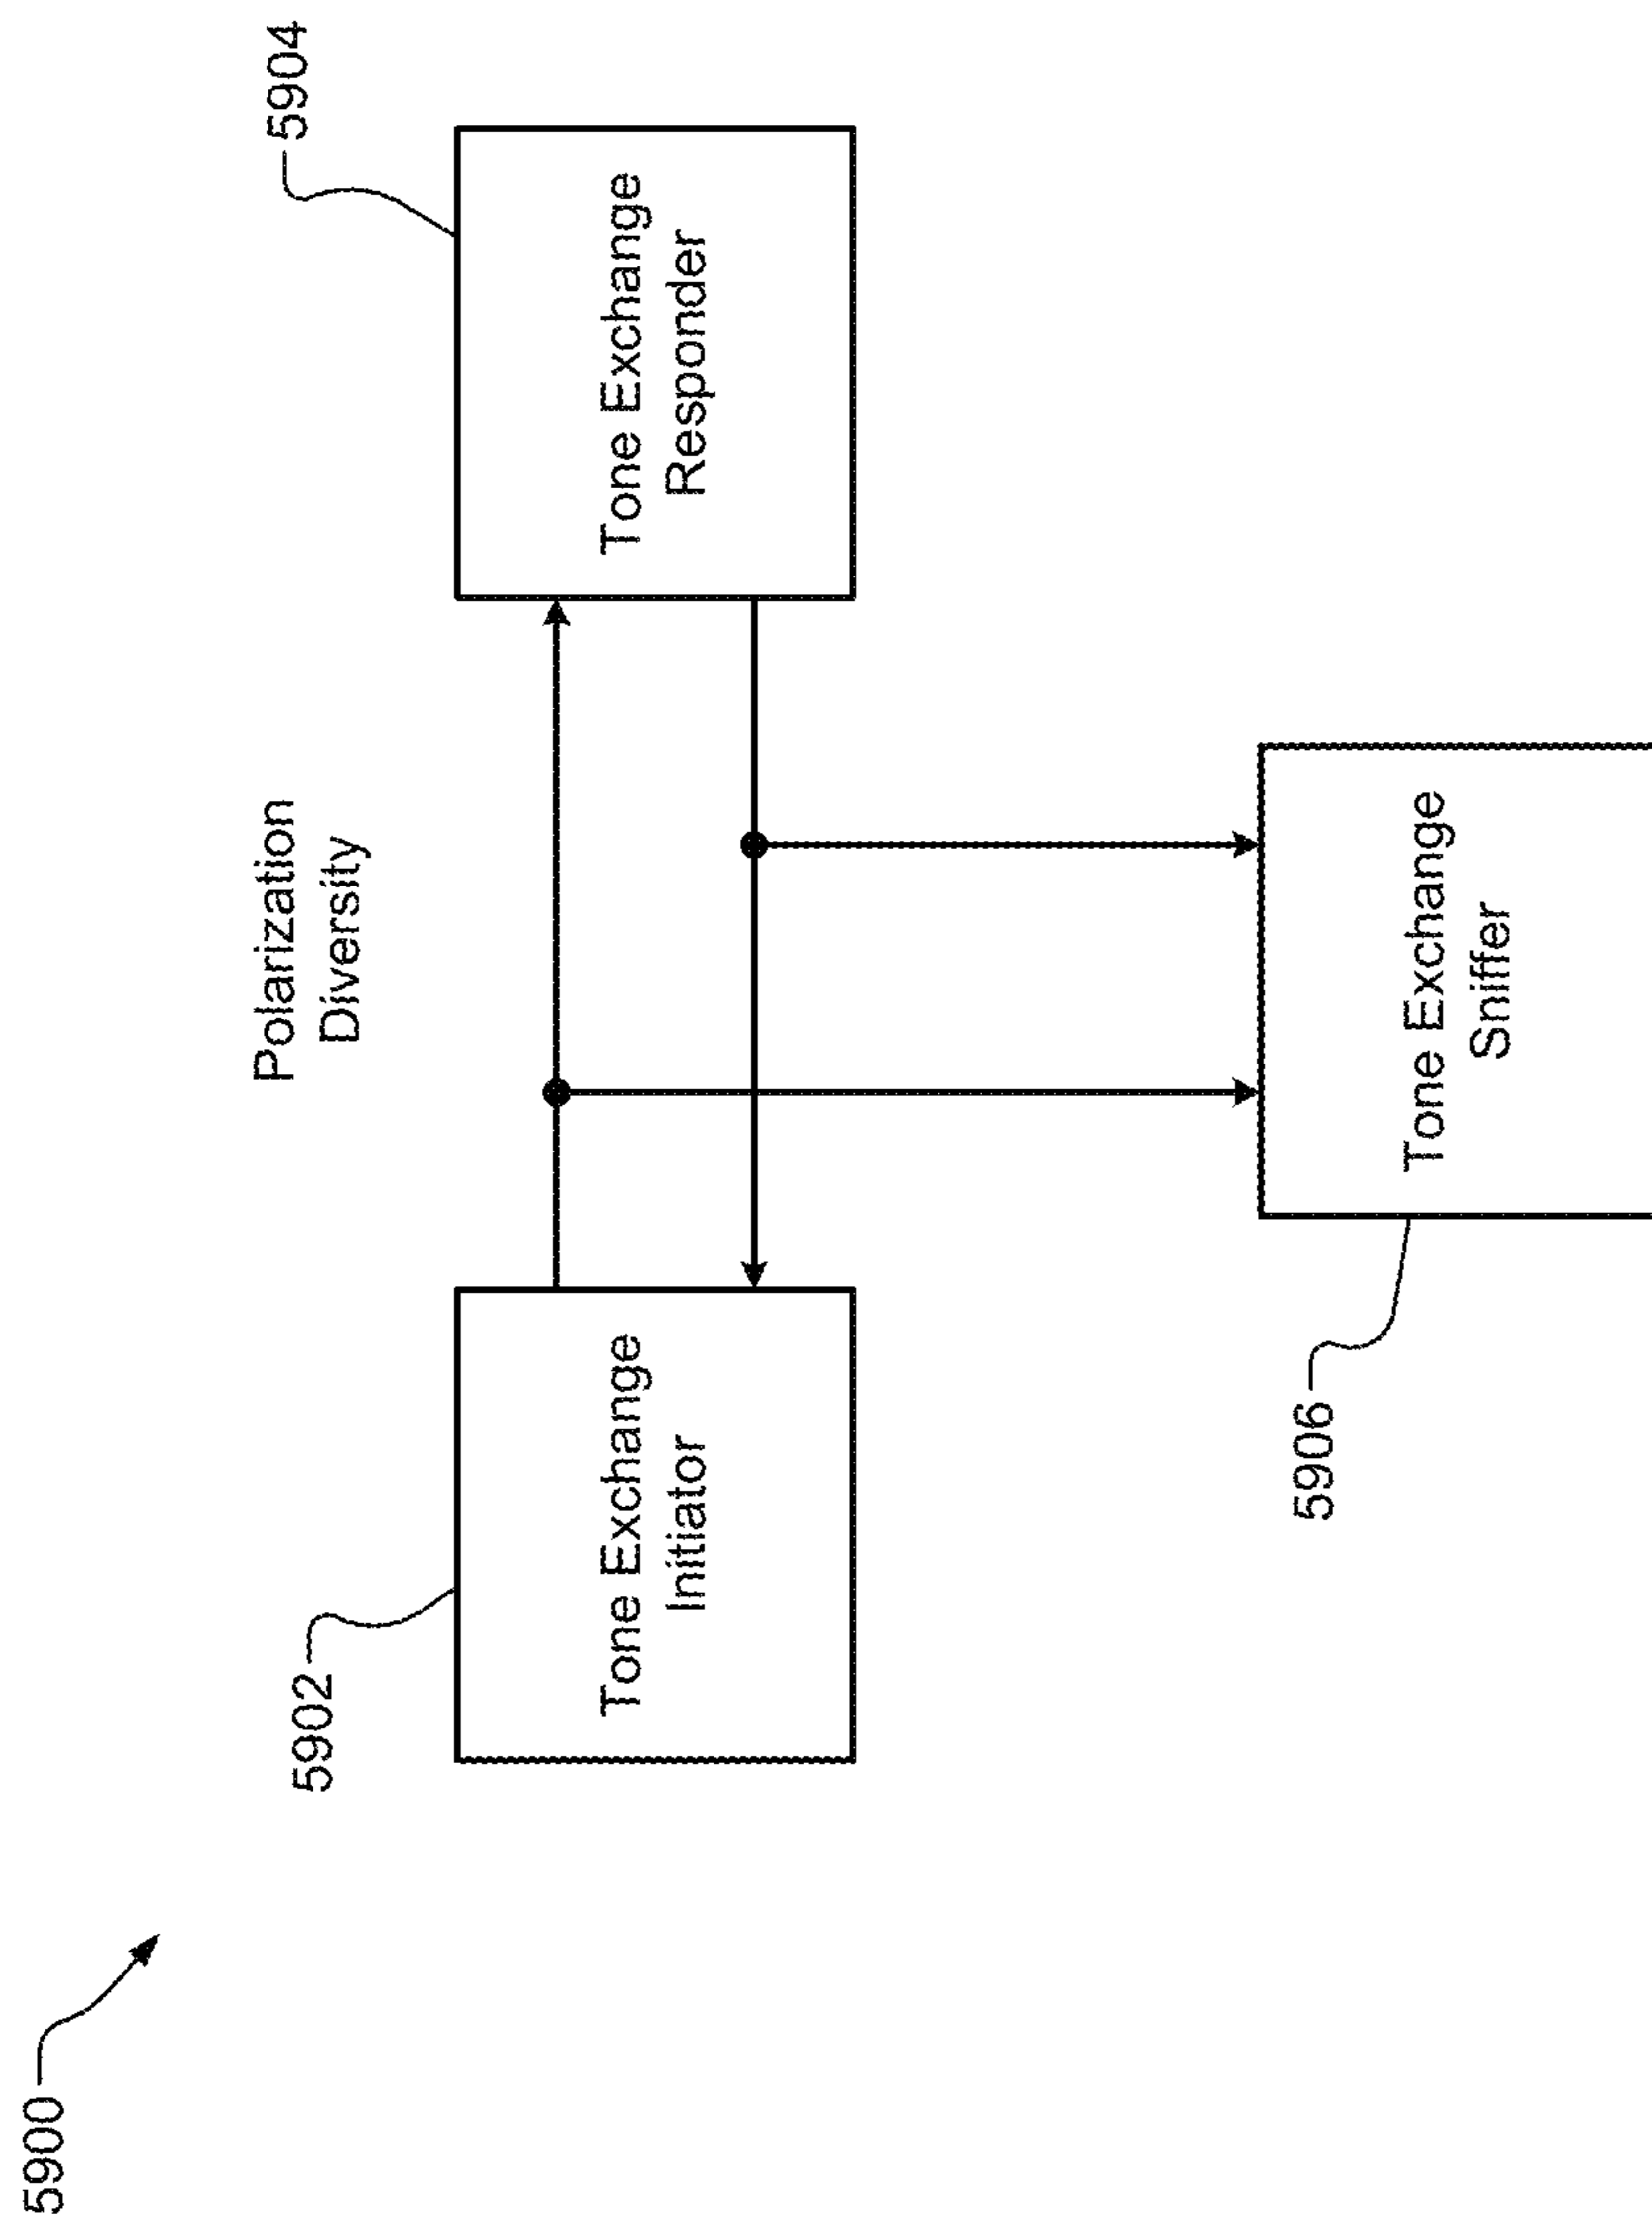 5900
Polarization
Diversity
5902
Tone Exchange
Initiator
5904
Tone Exchange
Responder
5906
Tone Exchange
Sniffer